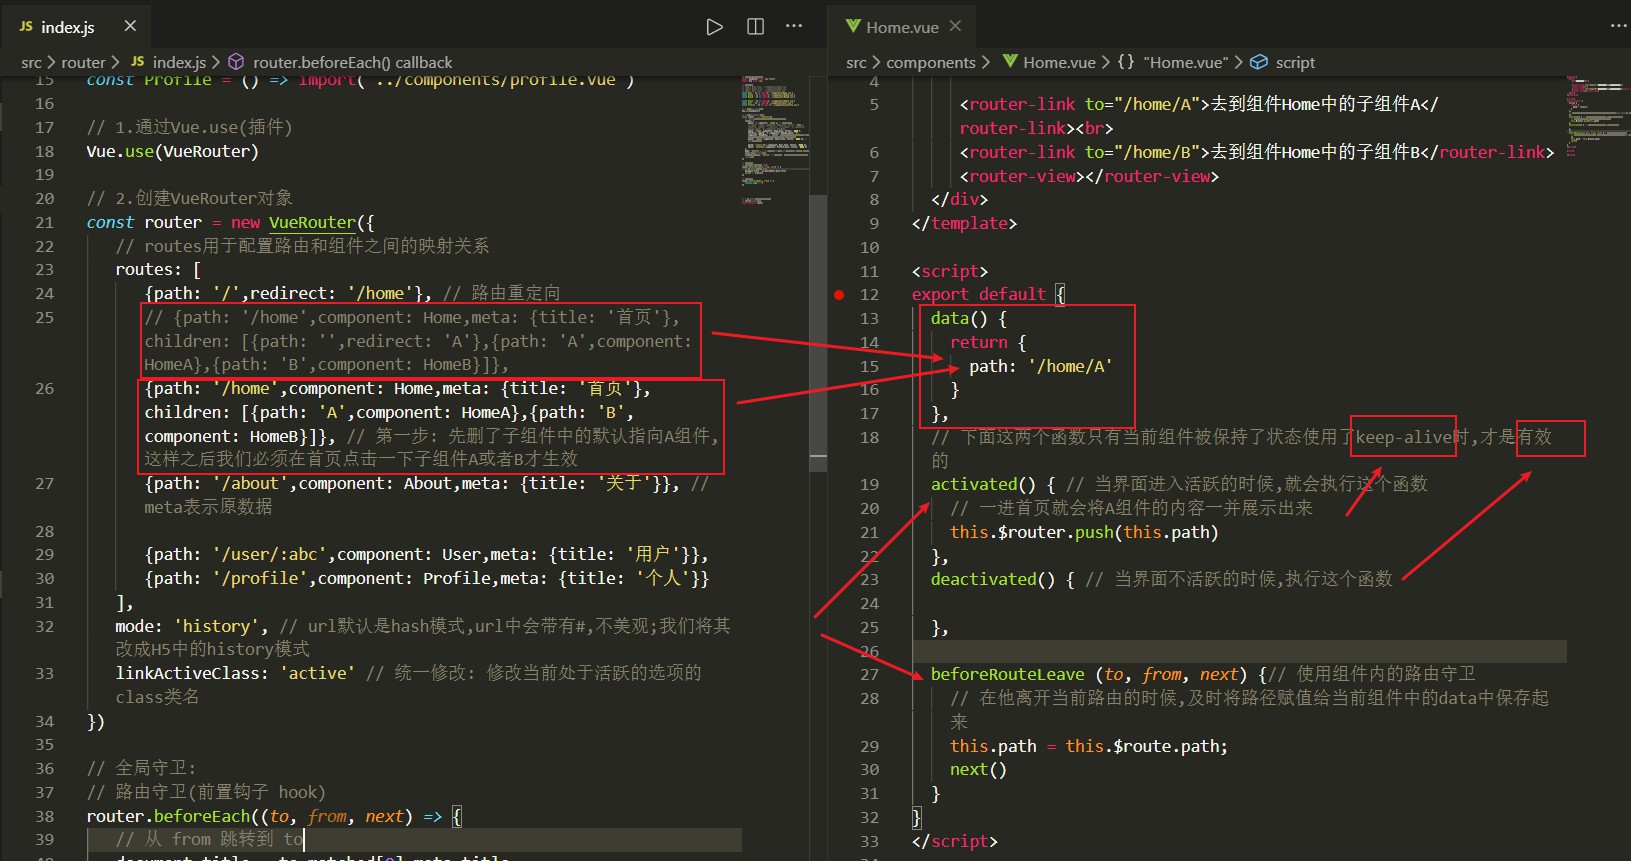 JS index.js
src > router > JS index.js > router.beforeEach() callback
15 const Profile = () => import('../components/profile.vue')
16
17 // 1.通过Vue.use(插件)
18 Vue.use(VueRouter)
19
20 // 2.创建VueRouter对象
21 const router = new VueRouter({
22 // routes用于配置路由和组件之间的映射关系
23 routes: [
24 {path: '/',redirect: '/home'}, // 路由重定向
25 // {path: '/home',component: Home,meta: {title: '首页'},
children: [{path: '',redirect: 'A'},{path: 'A',component:
HomeA},{path: 'B',component: HomeB}]},
26 {path: '/home',component: Home,meta: {title: '首页'},
children: [{path: 'A',component: HomeA},{path: 'B',
component: HomeB}]}, // 第一步: 先删了子组件中的默认指向A组件,
这样之后我们必须在首页点击一下子组件A或者B才生效
27 {path: '/about',component: About,meta: {title: '关于'}}, //
meta表示原数据
28
29 {path: '/user/:abc',component: User,meta: {title: '用户'}},
30 {path: '/profile',component: Profile,meta: {title: '个人'}}
31 ],
32 mode: 'history', // url默认是hash模式,url中会带有#,不美观;我们将其
改成H5中的history模式
33 linkActiveClass: 'active' // 统一修改: 修改当前处于活跃的选项的
class类名
34 })
35
36 // 全局守卫:
37 // 路由守卫(前置钩子 hook)
38 router.beforeEach((to, from, next) => {
39 // 从 from 跳转到 to
40 document.title = to.matched[0].meta.title
Home.vue
src > components > Home.vue > {} "Home.vue" > script
4
5 <router-link to="/home/A">去到组件Home中的子组件A</
router-link><br>
6 <router-link to="/home/B">去到组件Home中的子组件B</router-link>
7 <router-view></router-view>
8 </div>
9 </template>
10
11 <script>
12 export default {
13 data() {
14 return {
15 path: '/home/A'
16 }
17 },
18 // 下面这两个函数只有当前组件被保持了状态使用了keep-alive时,才是有效
的
19 activated() { // 当界面进入活跃的时候,就会执行这个函数
20 // 一进首页就会将A组件的内容一并展示出来
21 this.$router.push(this.path)
22 },
23 deactivated() { // 当界面不活跃的时候,执行这个函数
24
25 },
26
27 beforeRouteLeave (to, from, next) {// 使用组件内的路由守卫
28 // 在他离开当前路由的时候,及时将路径赋值给当前组件中的data中保存起
来
29 this.path = this.$route.path;
30 next()
31 }
32 }
33 </script>